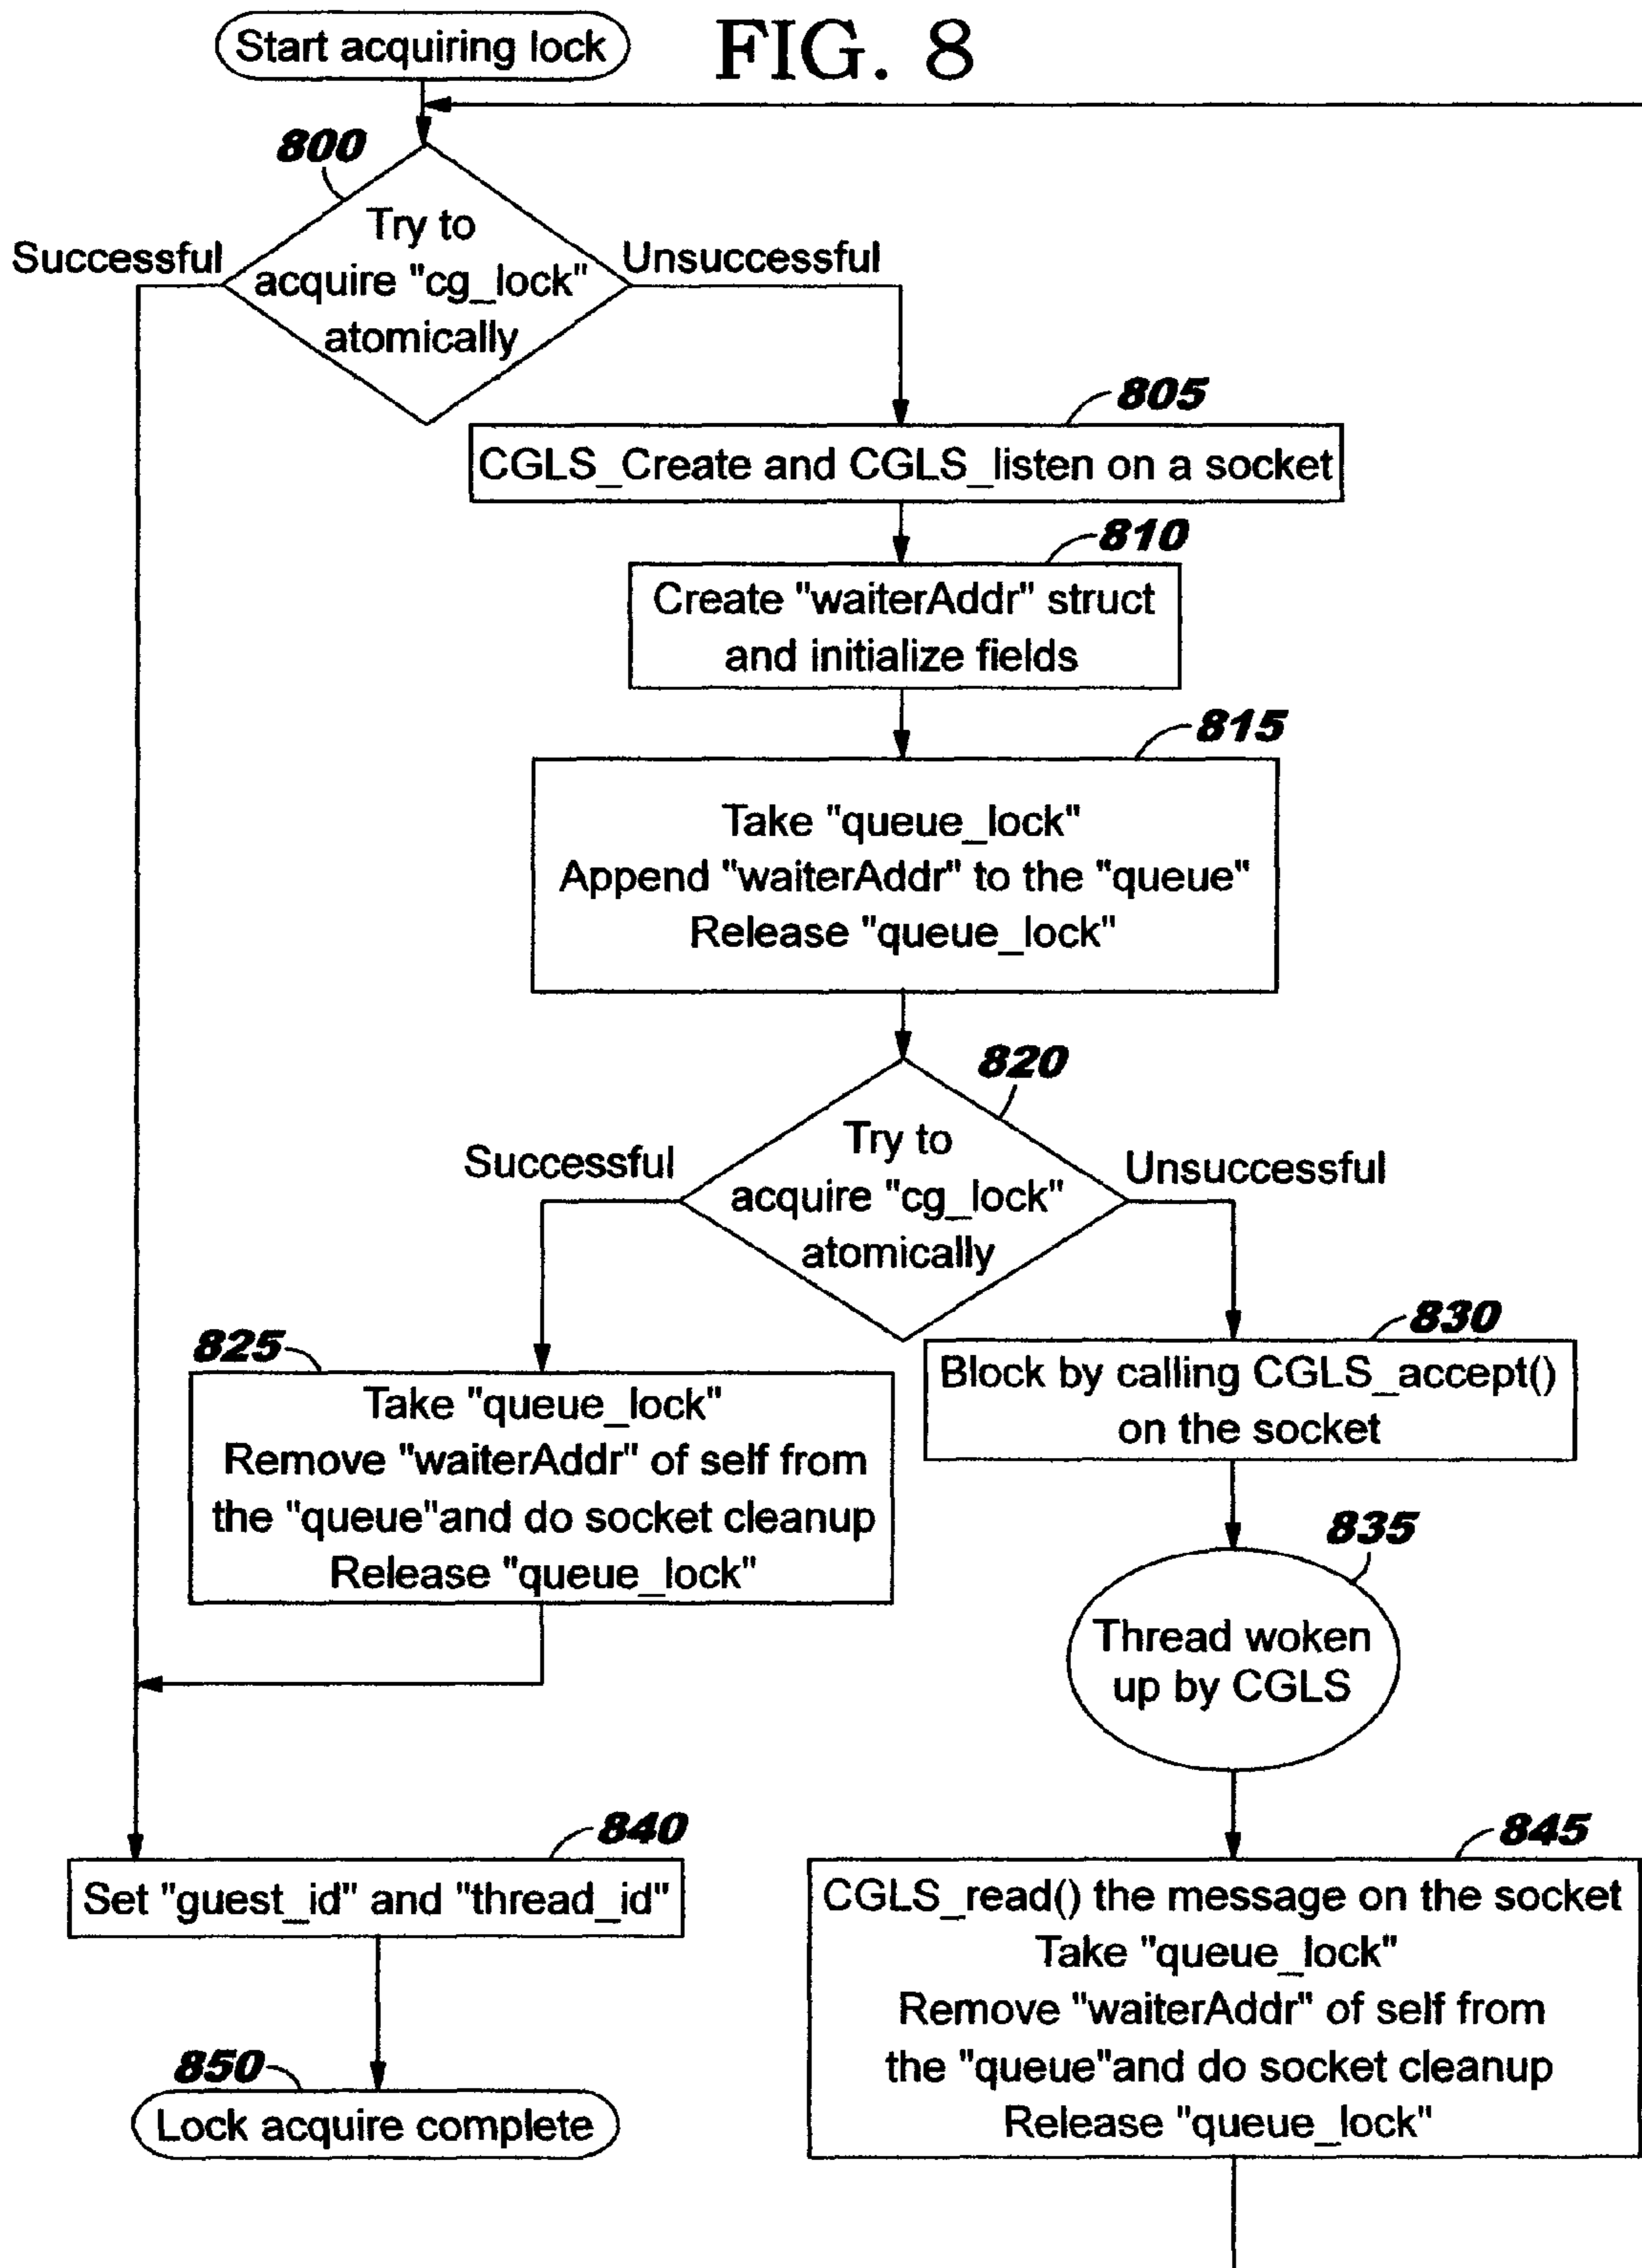 FIG. 8
Start acquiring lock
800
Try to
acquire "cg_lock"
atomically
Successful
Unsuccessful
805
CGLS_Create and CGLS_listen on a socket
810
Create "waiterAddr" struct
and initialize fields
815
Take "queue_lock"
Append "waiterAddr" to the "queue"
Release "queue_lock"
820
Try to
acquire "cg_lock"
atomically
Successful
Unsuccessful
825
Take "queue_lock"
Remove "waiterAddr" of self from
the "queue"and do socket cleanup
Release "queue_lock"
830
Block by calling CGLS_accept()
on the socket
835
Thread woken
up by CGLS
840
Set "guest_id" and "thread_id"
845
CGLS_read() the message on the socket
Take "queue_lock"
Remove "waiterAddr" of self from
the "queue"and do socket cleanup
Release "queue_lock"
850
Lock acquire complete